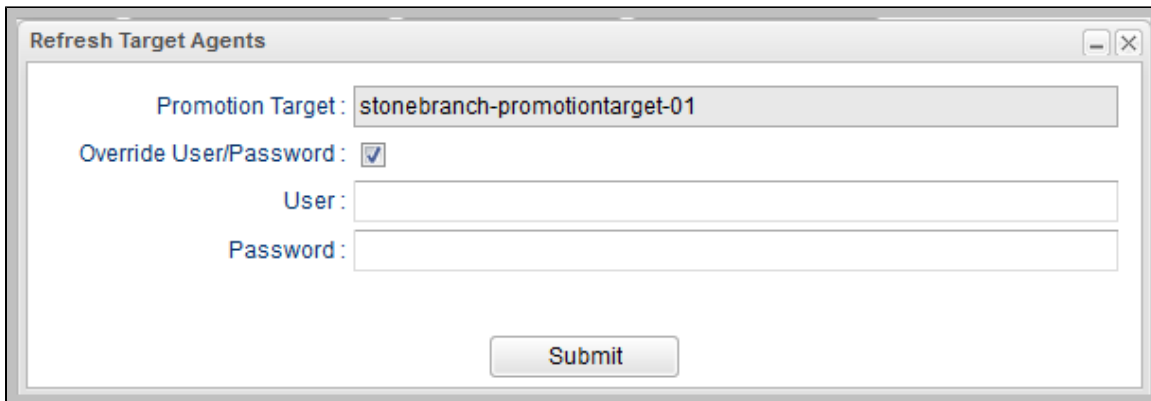 Refresh Target Agents
Promotion Target : stonebranch-promotiontarget-01
Override User/Password :
User :
Password :
Submit